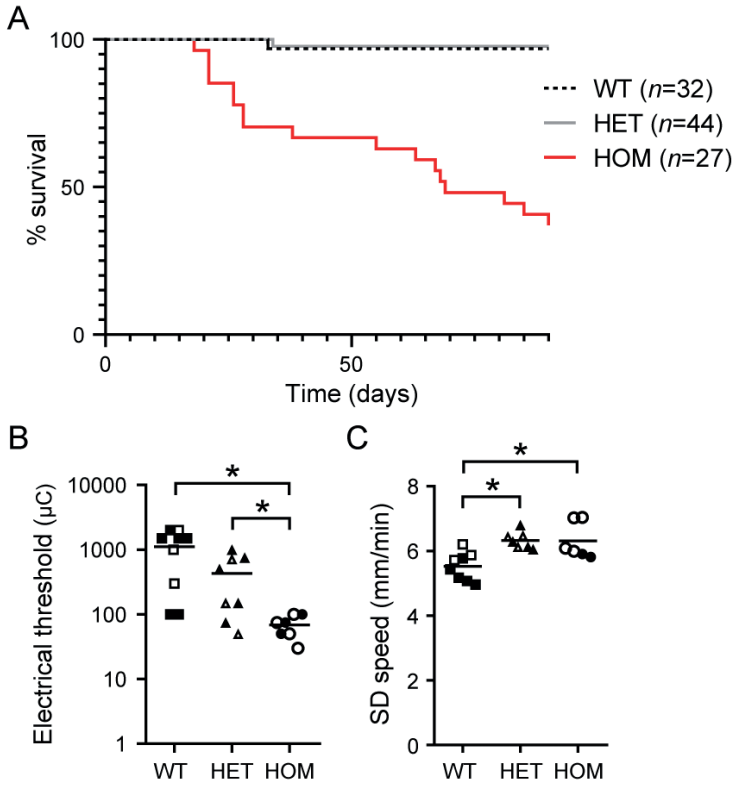 A
100
50
0
% survival
0
50
Time (days)
WT (n=32)
HET (n=44)
HOM (n=27)
B
Electrical threshold (µC)
10000
1000
100
10
1
*
*
WT
HET
HOM
C
SD speed (mm/min)
8
6
4
2
0
*
*
WT
HET
HOM